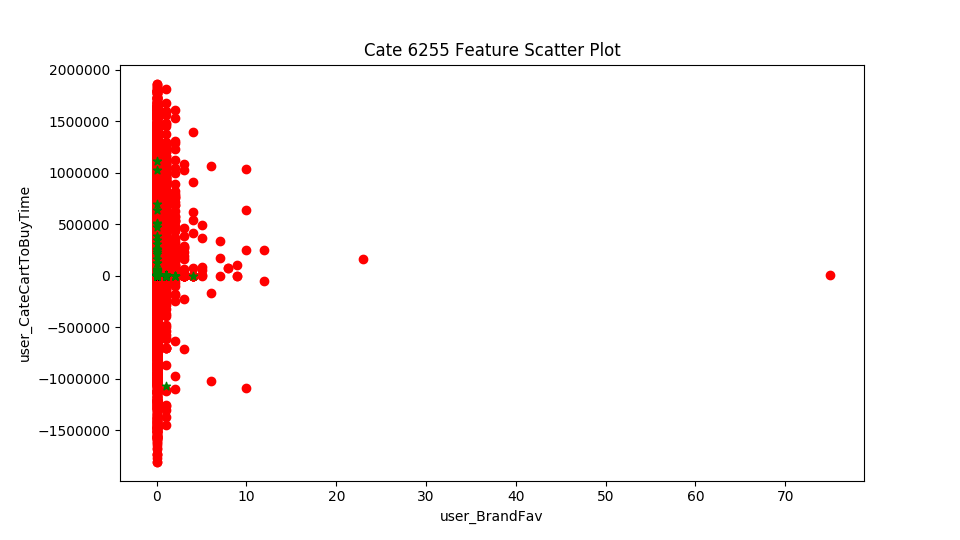 Cate 6255 Feature Scatter Plot
2000000
1500000
1000000
500000
0
−500000
−1000000
−1500000
user_CateCartToBuyTime
0 10 20 30 40 50 60 70
user_BrandFav